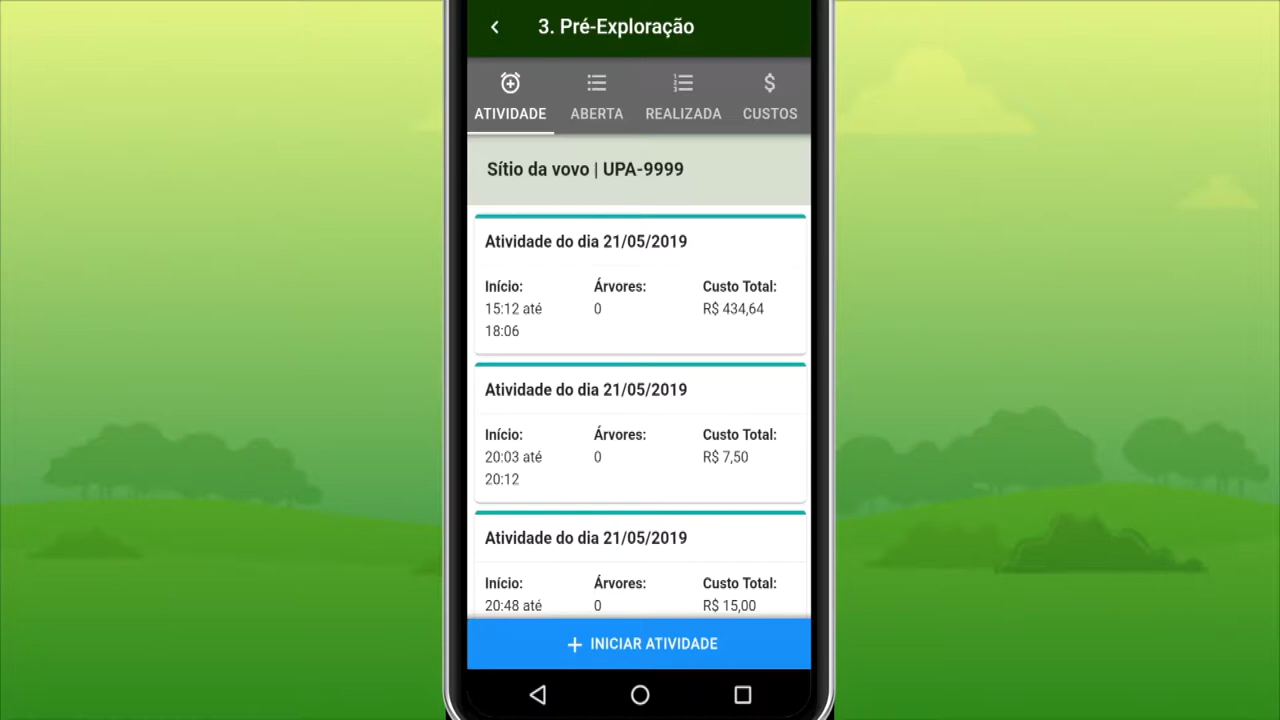 3. Pré-Exploração
ATIVIDADE ABERTA REALIZADA CUSTOS
Sítio da vovo | UPA-9999
Atividade do dia 21/05/2019
Início: Árvores: Custo Total:
15:12 até 0 R$ 434,64
18:06
Atividade do dia 21/05/2019
Início: Árvores: Custo Total:
20:03 até 0 R$ 7,50
20:12
Atividade do dia 21/05/2019
Início: Árvores: Custo Total:
20:48 até 0 R$ 15,00
+ INICIAR ATIVIDADE